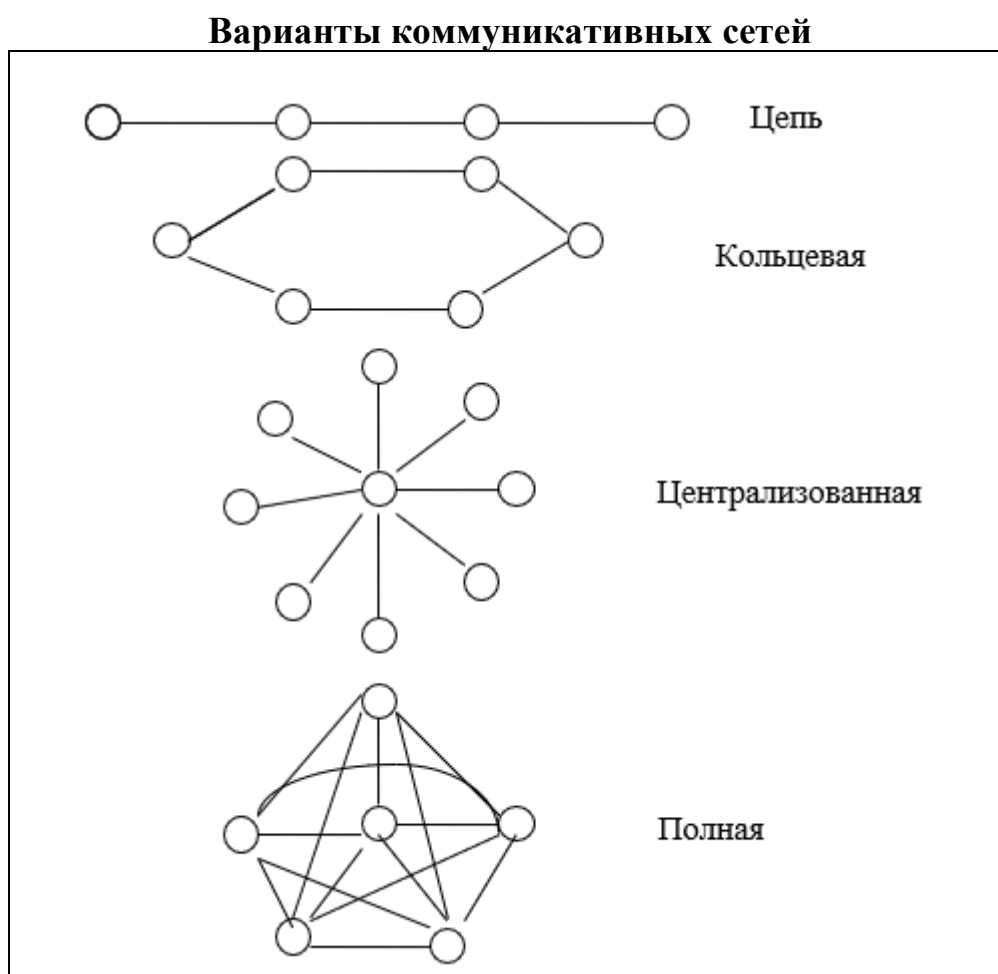 Варианты коммуникативных сетей
Цепь
Кольцевая
Централизованная
Полная